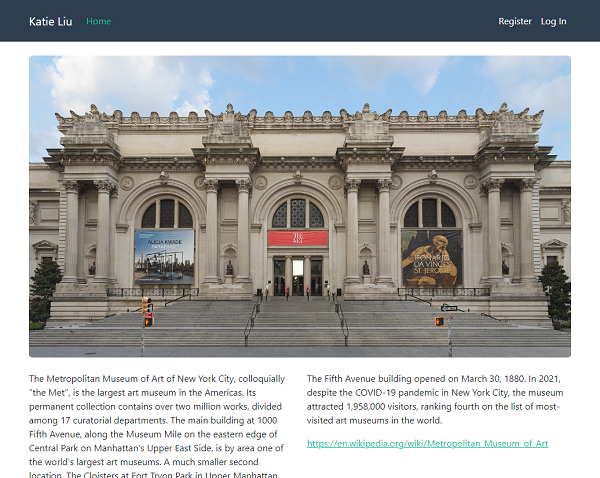 Katie Liu
Home
Register
Log In
ALICJA KWADE
THE
MET
LEONARDO
DA VINCI'S
ST. JEROME
The Metropolitan Museum of Art of New York City, colloquially
"the Met", is the largest art museum in the Americas. Its
permanent collection contains over two million works, divided
among 17 curatorial departments. The main building at 1000
Fifth Avenue, along the Museum Mile on the eastern edge of
Central Park on Manhattan's Upper East Side, is by area one of
the world's largest art museums. A much smaller second
location, The Cloisters at Fort Tryon Park in Upper Manhattan,
The Fifth Avenue building opened on March 30, 1880. In 2021,
despite the COVID-19 pandemic in New York City, the museum
attracted 1,958,000 visitors, ranking fourth on the list of most-
visited art museums in the world.
https://en.wikipedia.org/wiki/Metropolitan_Museum_of_Art